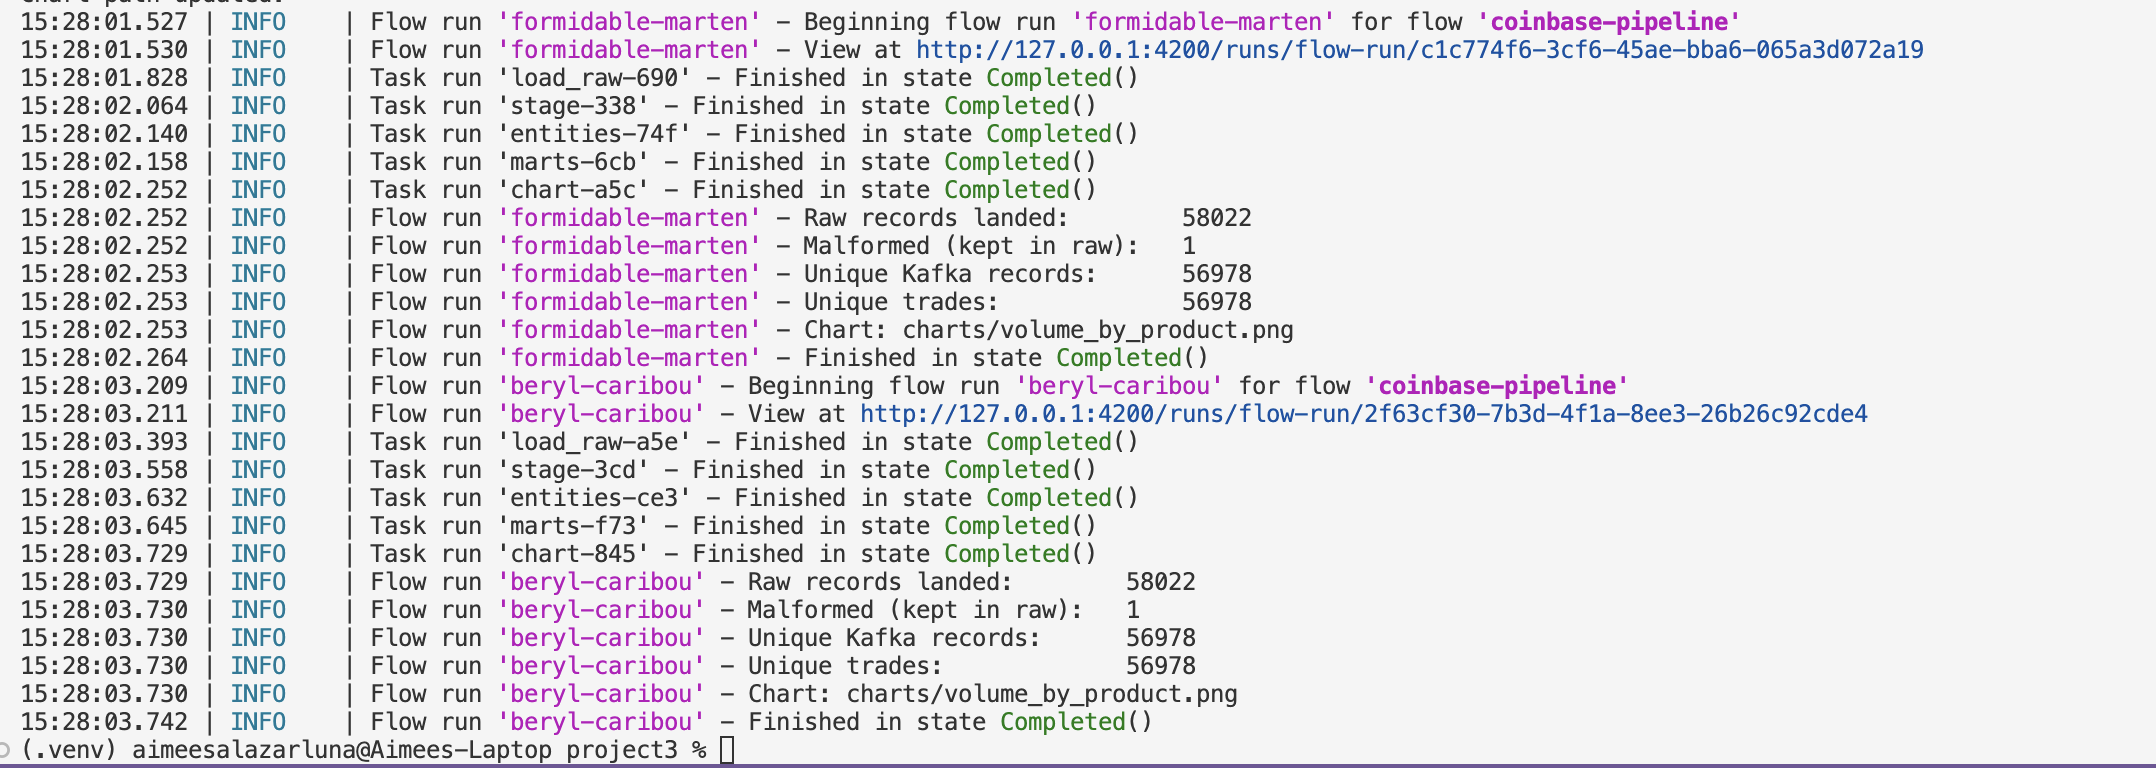 chart path updated.
15:28:01.527 | INFO    | Flow run 'formidable-marten' - Beginning flow run 'formidable-marten' for flow 'coinbase-pipeline'
15:28:01.530 | INFO    | Flow run 'formidable-marten' - View at http://127.0.0.1:4200/runs/flow-run/c1c774f6-3cf6-45ae-bba6-065a3d072a19
15:28:01.828 | INFO    | Task run 'load_raw-690' - Finished in state Completed()
15:28:02.064 | INFO    | Task run 'stage-338' - Finished in state Completed()
15:28:02.140 | INFO    | Task run 'entities-74f' - Finished in state Completed()
15:28:02.158 | INFO    | Task run 'marts-6cb' - Finished in state Completed()
15:28:02.252 | INFO    | Task run 'chart-a5c' - Finished in state Completed()
15:28:02.252 | INFO    | Flow run 'formidable-marten' - Raw records landed:        58022
15:28:02.252 | INFO    | Flow run 'formidable-marten' - Malformed (kept in raw):   1
15:28:02.253 | INFO    | Flow run 'formidable-marten' - Unique Kafka records:      56978
15:28:02.253 | INFO    | Flow run 'formidable-marten' - Unique trades:             56978
15:28:02.253 | INFO    | Flow run 'formidable-marten' - Chart: charts/volume_by_product.png
15:28:02.264 | INFO    | Flow run 'formidable-marten' - Finished in state Completed()
15:28:03.209 | INFO    | Flow run 'beryl-caribou' - Beginning flow run 'beryl-caribou' for flow 'coinbase-pipeline'
15:28:03.211 | INFO    | Flow run 'beryl-caribou' - View at http://127.0.0.1:4200/runs/flow-run/2f63cf30-7b3d-4f1a-8ee3-26b26c92cde4
15:28:03.393 | INFO    | Task run 'load_raw-a5e' - Finished in state Completed()
15:28:03.558 | INFO    | Task run 'stage-3cd' - Finished in state Completed()
15:28:03.632 | INFO    | Task run 'entities-ce3' - Finished in state Completed()
15:28:03.645 | INFO    | Task run 'marts-f73' - Finished in state Completed()
15:28:03.729 | INFO    | Task run 'chart-845' - Finished in state Completed()
15:28:03.729 | INFO    | Flow run 'beryl-caribou' - Raw records landed:        58022
15:28:03.730 | INFO    | Flow run 'beryl-caribou' - Malformed (kept in raw):   1
15:28:03.730 | INFO    | Flow run 'beryl-caribou' - Unique Kafka records:      56978
15:28:03.730 | INFO    | Flow run 'beryl-caribou' - Unique trades:             56978
15:28:03.730 | INFO    | Flow run 'beryl-caribou' - Chart: charts/volume_by_product.png
15:28:03.742 | INFO    | Flow run 'beryl-caribou' - Finished in state Completed()
(.venv) aimeesalazarluna@Aimees-Laptop project3 %